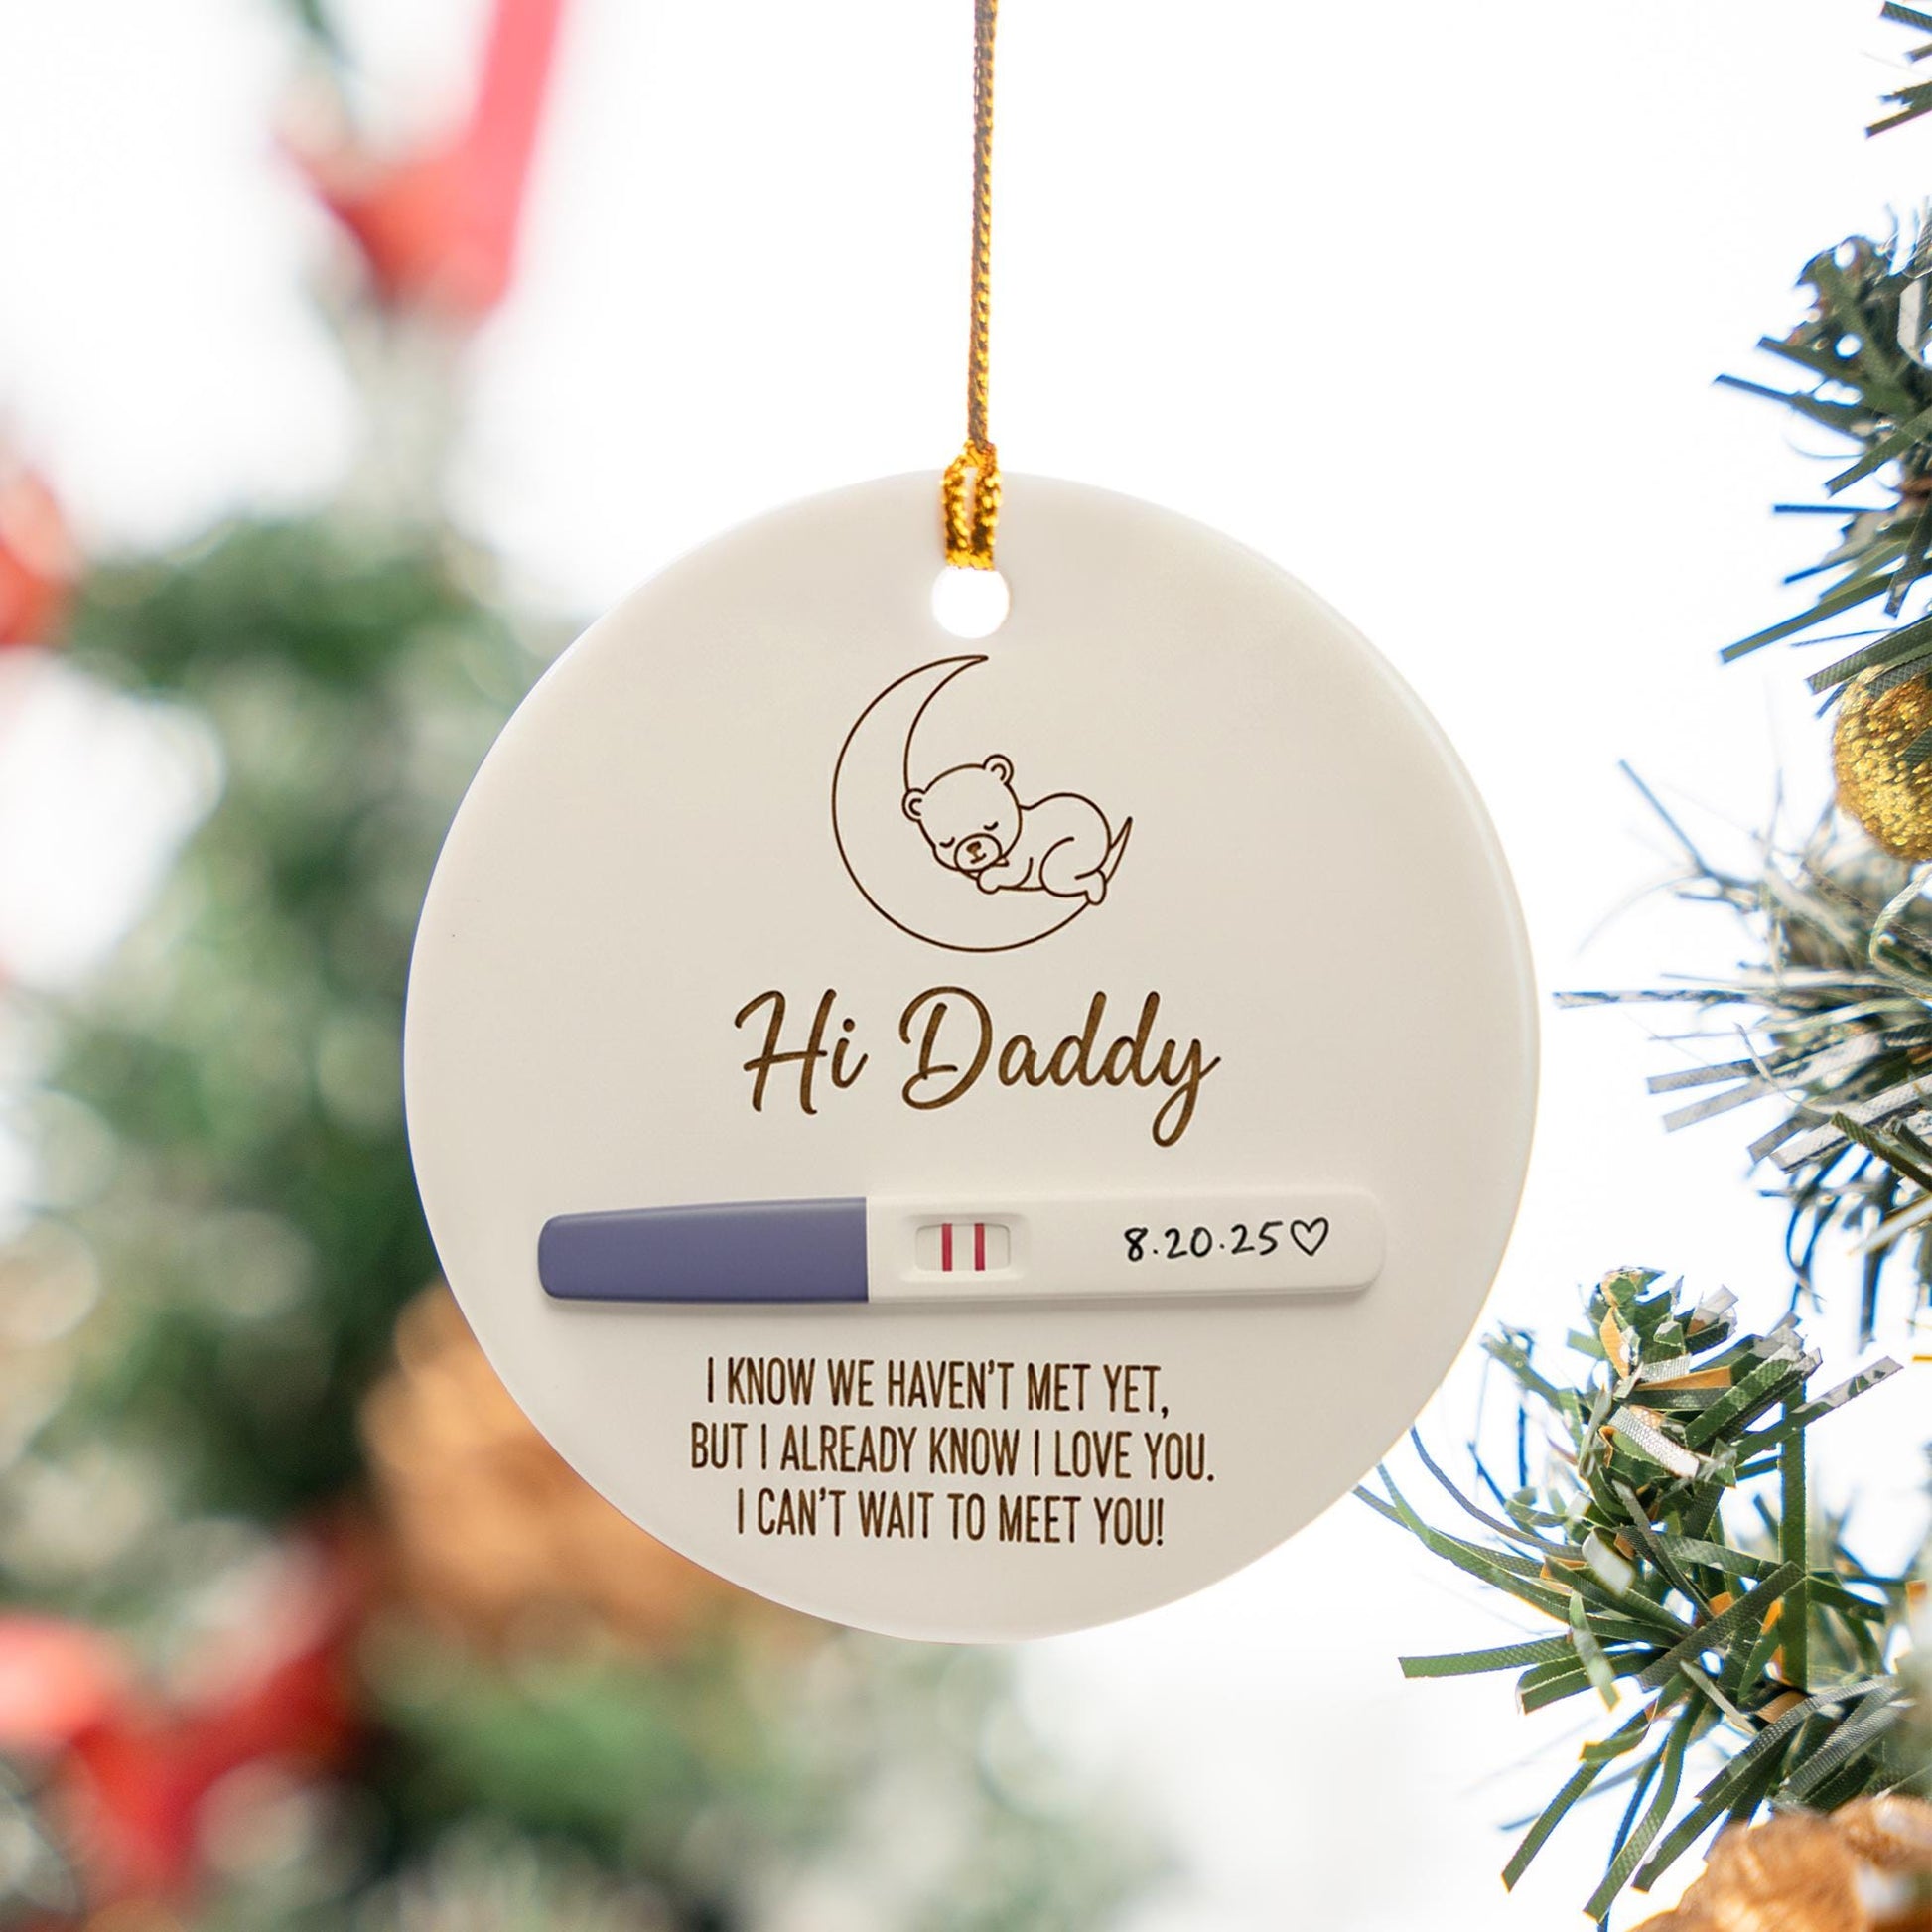 Hi Daddy
8.20.25♡
I KNOW WE HAVEN'T MET YET,
BUT I ALREADY KNOW I LOVE YOU.
I CAN'T WAIT TO MEET YOU!